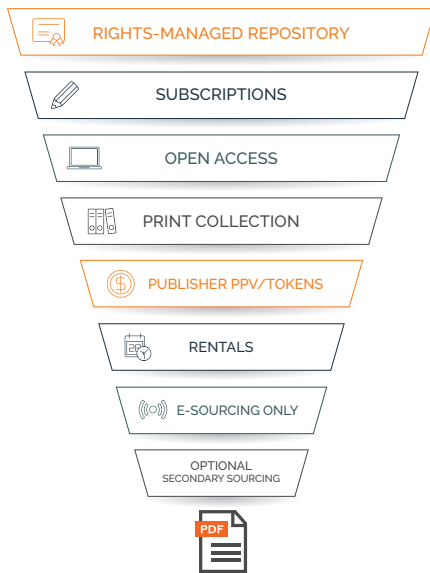 RIGHTS-MANAGED REPOSITORY
SUBSCRIPTIONS
OPEN ACCESS
PRINT COLLECTION
PUBLISHER PPV/TOKENS
RENTALS
E-SOURCING ONLY
OPTIONAL
SECONDARY SOURCING
PDF